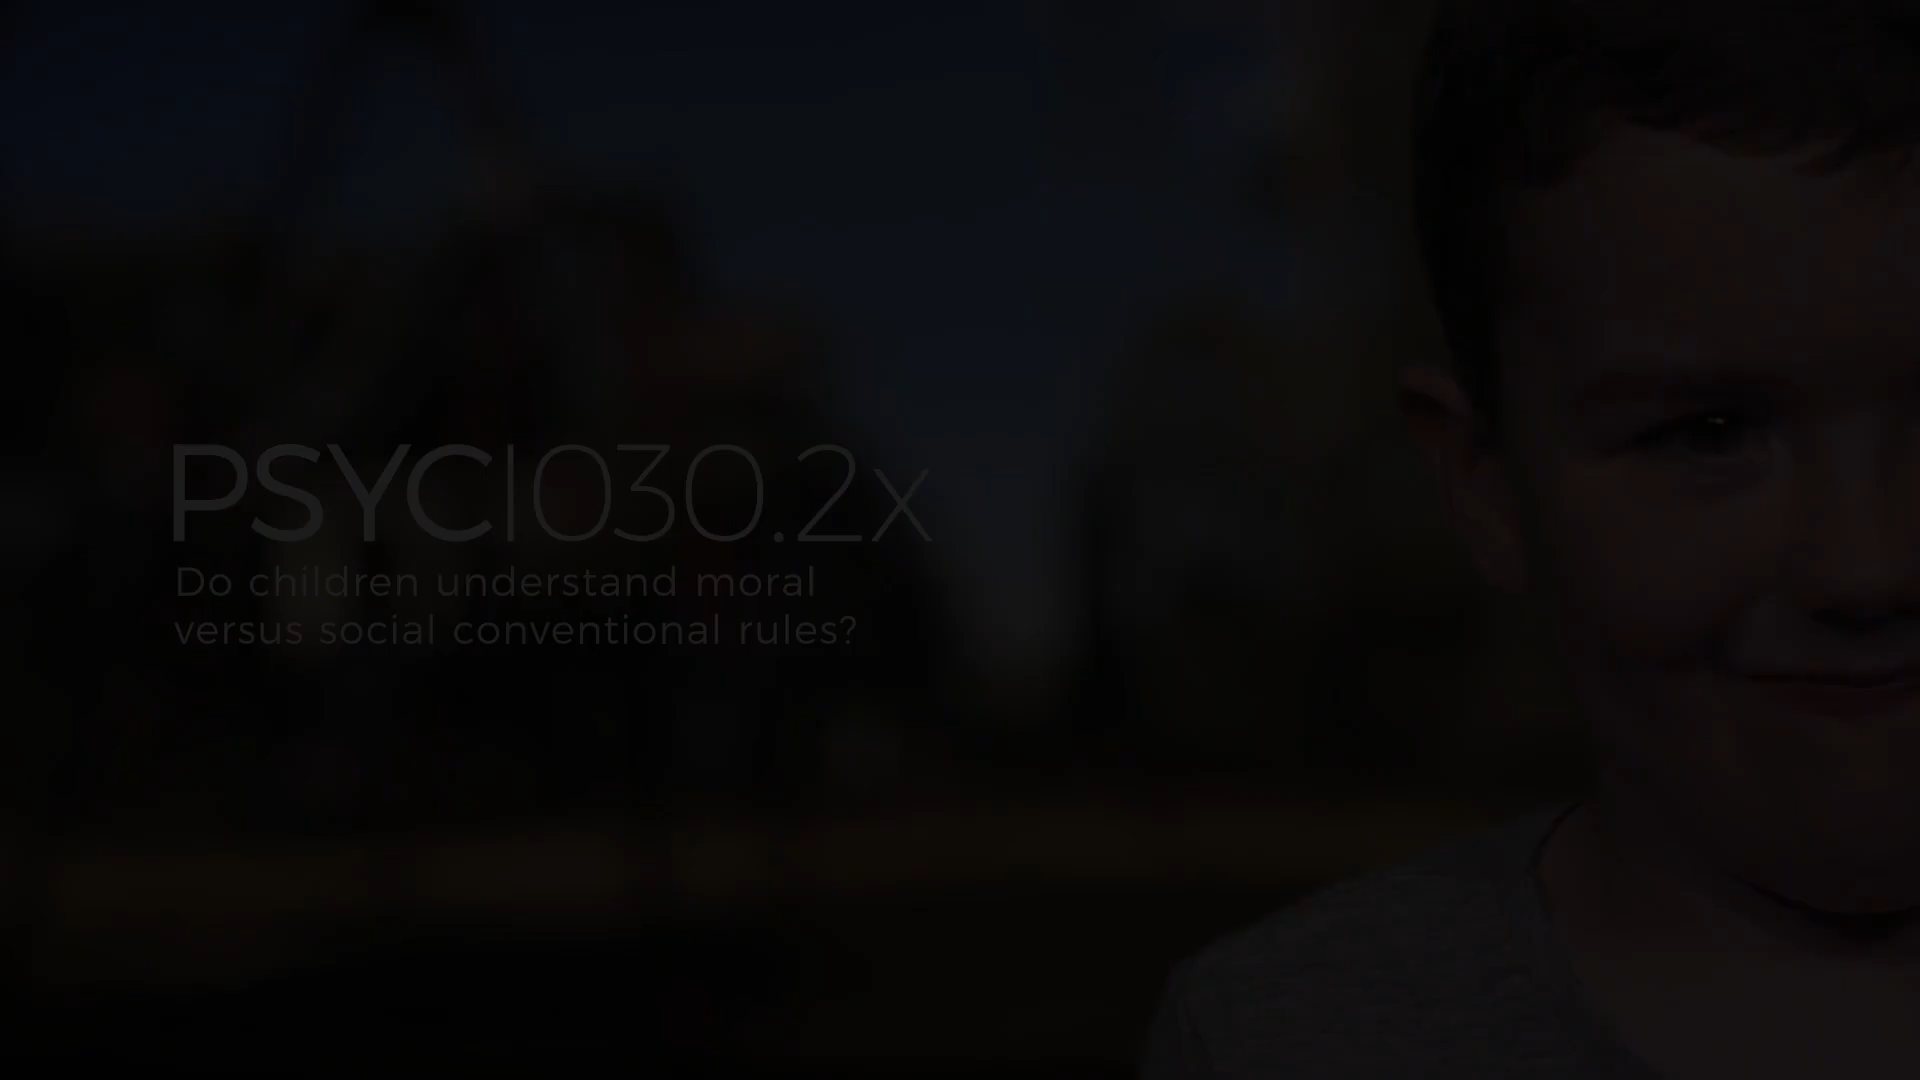 PSYC1030.2x
Do children understand moral
versus social conventional rules?